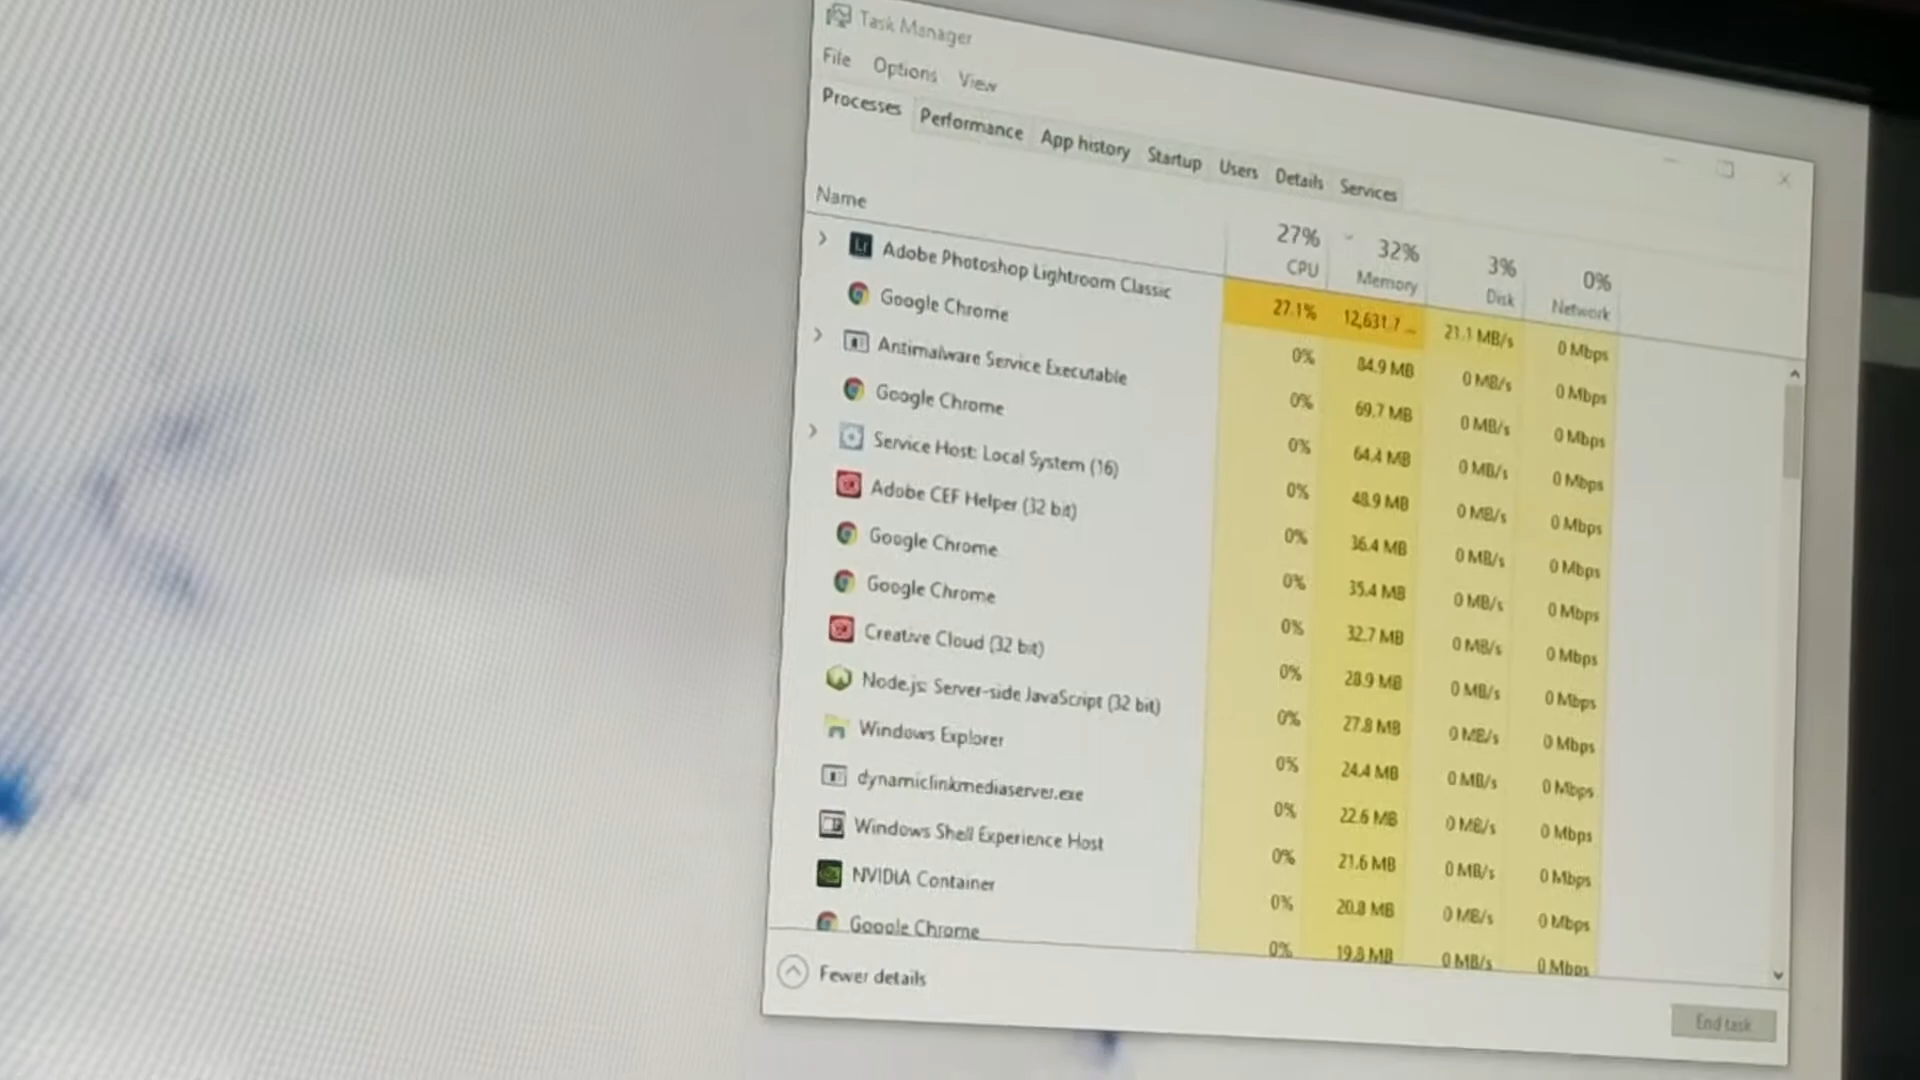 Task Manager
File Options View
Processes Performance App history Startup Users Details Services
27% 32% 3% 0%
Name CPU Memory Disk Network
Adobe Photoshop Lightroom Classic 27.1% 12,631.7 ... 21.1 MB/s 0 Mbps
Google Chrome 0% 84.9 MB 0 MB/s 0 Mbps
Antimalware Service Executable 0% 69.7 MB 0 MB/s 0 Mbps
Google Chrome 0% 64.4 MB 0 MB/s 0 Mbps
Service Host: Local System (16) 0% 48.9 MB 0 MB/s 0 Mbps
Adobe CEF Helper (32 bit) 0% 36.4 MB 0 MB/s 0 Mbps
Google Chrome 0% 35.4 MB 0 MB/s 0 Mbps
Google Chrome 0% 32.7 MB 0 MB/s 0 Mbps
Creative Cloud (32 bit) 0% 28.9 MB 0 MB/s 0 Mbps
Node.js: Server-side JavaScript (32 bit) 0% 27.8 MB 0 MB/s 0 Mbps
Windows Explorer 0% 24.4 MB 0 MB/s 0 Mbps
dynamiclinkmediaserver.exe 0% 22.6 MB 0 MB/s 0 Mbps
Windows Shell Experience Host 0% 21.6 MB 0 MB/s 0 Mbps
NVIDIA Container 0% 20.8 MB 0 MB/s 0 Mbps
Google Chrome 0% 19.8 MB 0 MB/s 0 Mbps
Fewer details
End task